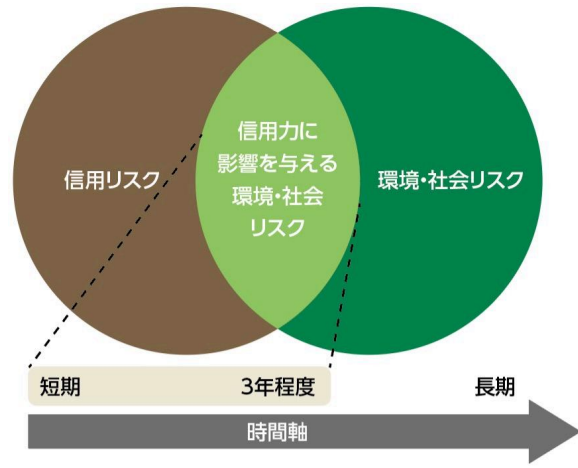 信用リスク
信用力に
影響を与える
環境・社会
リスク
環境・社会リスク
短期
3年程度
長期
時間軸